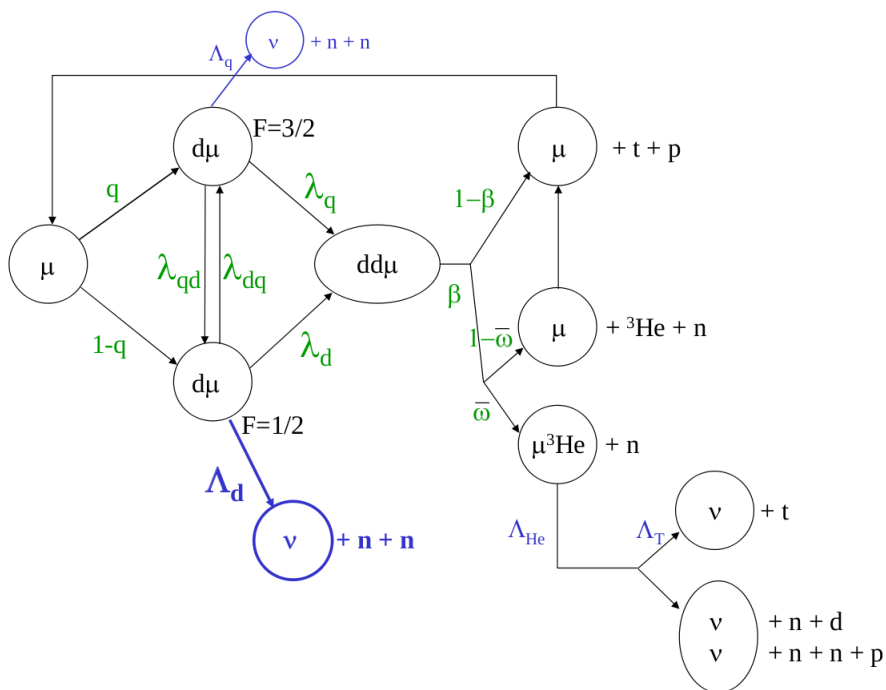 Λq
ν + n + n
F=3/2
dμ
μ + t + p
q
λq
1−β
μ
λqd
λdq
ddμ
β
1-q
λd
1−ω̅
μ + ³He + n
dμ
ω̅
F=1/2
μ³He + n
Λd
ν + n + n
ΛHe
ΛT
ν + t
ν + n + d
ν + n + n + p